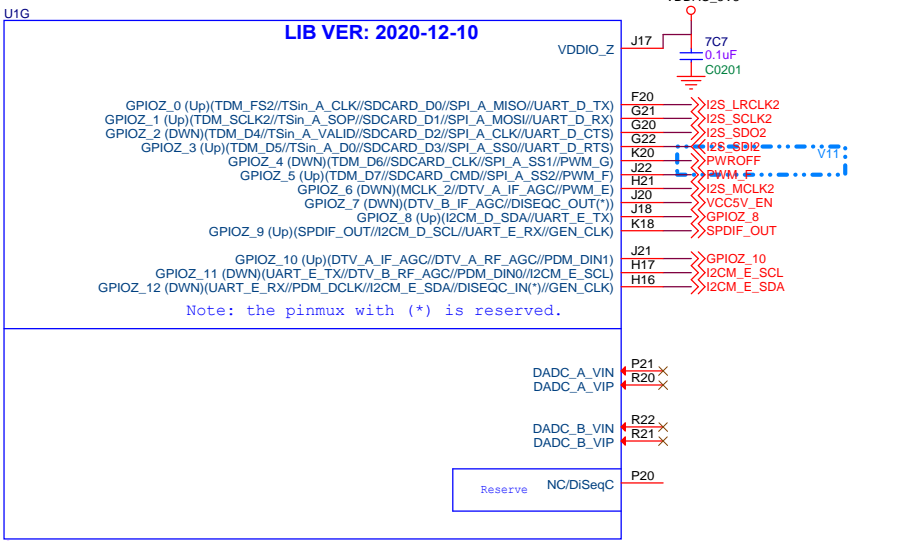 U1G
LIB VER: 2020-12-10
VDDIO_Z J17
7C7
0.1uF
C0201
GPIOZ_0 (Up)(TDM_FS2//TSin_A_CLK//SDCARD_D0//SPI_A_MISO//UART_D_TX) F20 I2S_LRCLK2
GPIOZ_1 (Up)(TDM_SCLK2//TSin_A_SOP//SDCARD_D1//SPI_A_MOSI//UART_D_RX) G21 I2S_SCLK2
GPIOZ_2 (DWN)(TDM_D4//TSin_A_VALID//SDCARD_D2//SPI_A_CLK//UART_D_CTS) G20 I2S_SDO2
GPIOZ_3 (Up)(TDM_D5//TSin_A_D0//SDCARD_D3//SPI_A_SS0//UART_D_RTS) G22 I2S_SDI2
GPIOZ_4 (DWN)(TDM_D6//SDCARD_CLK//SPI_A_SS1//PWM_G) K20 PWROFF V11
GPIOZ_5 (Up)(TDM_D7//SDCARD_CMD//SPI_A_SS2//PWM_F) J22 PWM_F
GPIOZ_6 (DWN)(MCLK_2//DTV_A_IF_AGC//PWM_E) H21 I2S_MCLK2
GPIOZ_7 (DWN)(DTV_B_IF_AGC//DISEQC_OUT(*)) J20 VCC5V_EN
GPIOZ_8 (Up)(I2CM_D_SDA//UART_E_TX) J18 GPIOZ_8
GPIOZ_9 (Up)(SPDIF_OUT//I2CM_D_SCL//UART_E_RX//GEN_CLK) K18 SPDIF_OUT
GPIOZ_10 (Up)(DTV_A_IF_AGC//DTV_A_RF_AGC//PDM_DIN1) J21 GPIOZ_10
GPIOZ_11 (DWN)(UART_E_TX//DTV_B_RF_AGC//PDM_DIN0//I2CM_E_SCL) H17 I2CM_E_SCL
GPIOZ_12 (DWN)(UART_E_RX//PDM_DCLK//I2CM_E_SDA//DISEQC_IN(*)//GEN_CLK) H16 I2CM_E_SDA
Note: the pinmux with (*) is reserved.
DADC_A_VIN P21
DADC_A_VIP R20
DADC_B_VIN R22
DADC_B_VIP R21
Reserve NC/DiSeqC P20